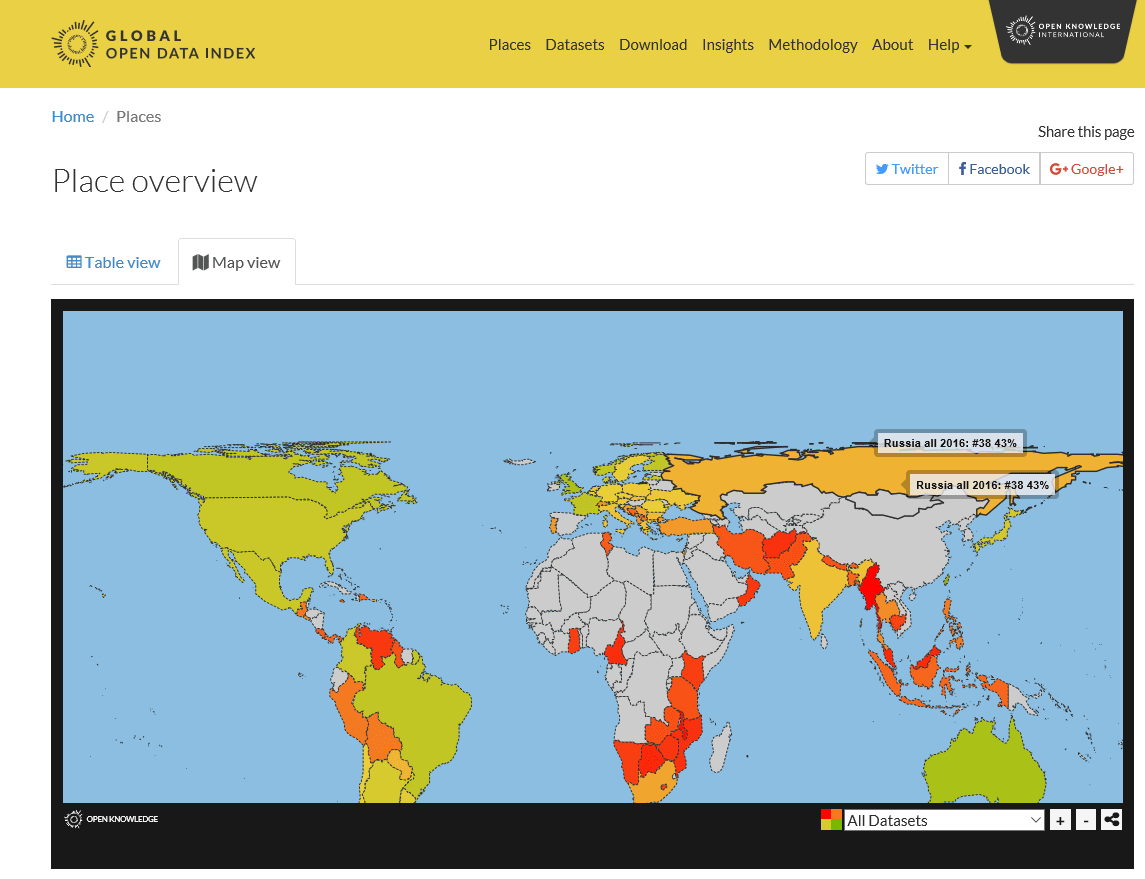 GLOBAL
OPEN DATA INDEX
Places Datasets Download Insights Methodology About Help
OPEN KNOWLEDGE
INTERNATIONAL
Home / Places
Share this page
Place overview
Twitter Facebook Google+
Table view Map view
Russia all 2016: #38 43%
Russia all 2016: #38 43%
OPEN KNOWLEDGE
All Datasets + -